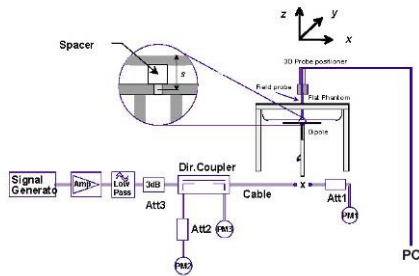 z
y
x
Spacer
s
3D Probe positioner
Field probe
Flat Phantom
Dipole
Signal
Generato
Amp
Low
Pass
3dB
Att3
Dir.Coupler
Cable
x
Att1
PM1
Att2
PM3
PM2
PC